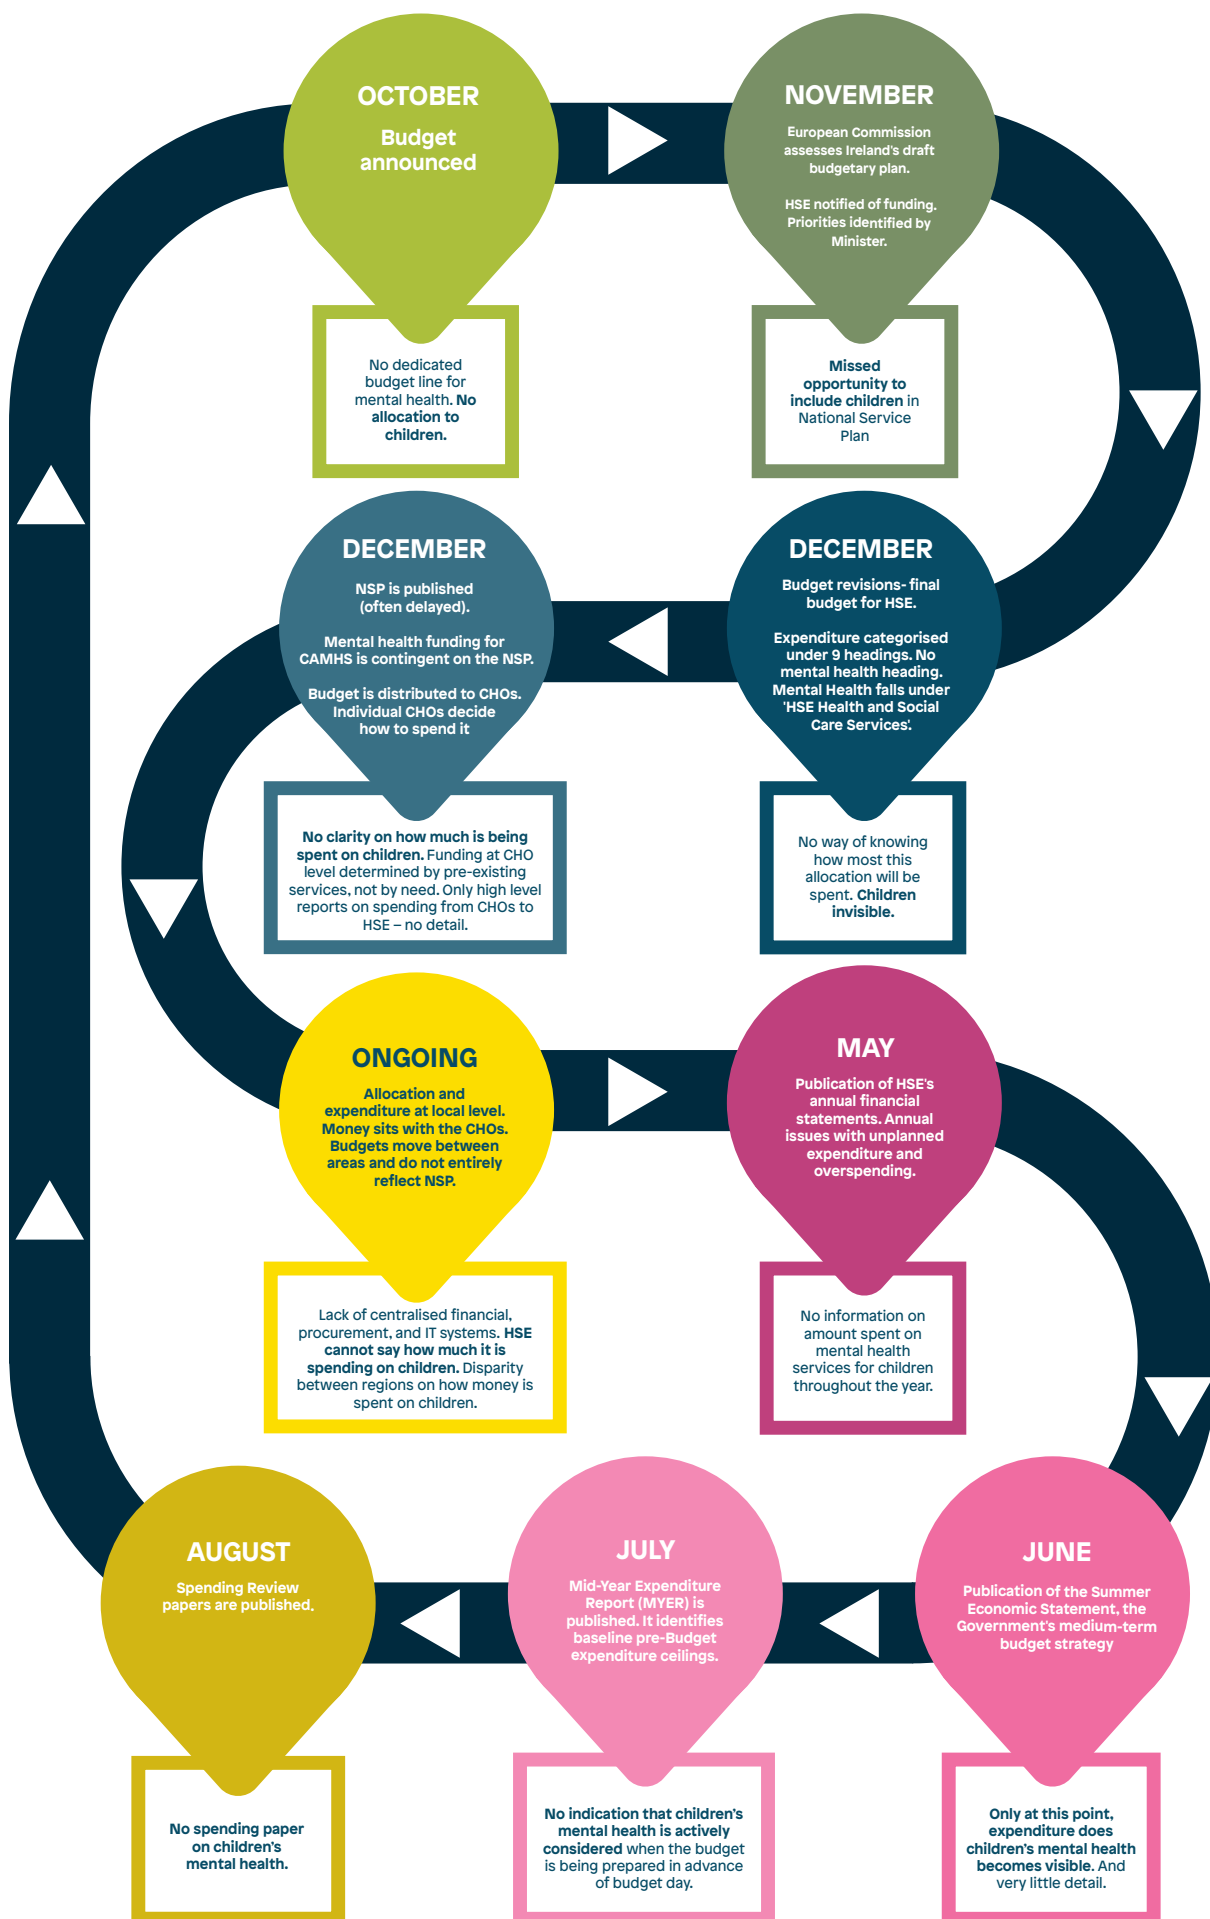 OCTOBER
Budget
announced
No dedicated
budget line for
mental health. No
allocation to
children.
NOVEMBER
European Commission
assesses Ireland's draft
budgetary plan.
HSE notified of funding.
Priorities identified by
Minister.
Missed
opportunity to
include children in
National Service
Plan
DECEMBER
Budget revisions- final
budget for HSE.
Expenditure categorised
under 9 headings. No
mental health heading.
Mental Health falls under
'HSE Health and Social
Care Services'.
No way of knowing
how most this
allocation will be
spent. Children
invisible.
DECEMBER
NSP is published
(often delayed).
Mental health funding for
CAMHS is contingent on the NSP.
Budget is distributed to CHOs.
Individual CHOs decide
how to spend it
No clarity on how much is being
spent on children. Funding at CHO
level determined by pre-existing
services, not by need. Only high level
reports on spending from CHOs to
HSE – no detail.
ONGOING
Allocation and
expenditure at local level.
Money sits with the CHOs.
Budgets move between
areas and do not entirely
reflect NSP.
Lack of centralised financial,
procurement, and IT systems. HSE
cannot say how much it is
spending on children. Disparity
between regions on how money is
spent on children.
MAY
Publication of HSE's
annual financial
statements. Annual
issues with unplanned
expenditure and
overspending.
No information on
amount spent on
mental health
services for children
throughout the year.
JUNE
Publication of the Summer
Economic Statement, the
Government's medium-term
budget strategy
Only at this point,
expenditure does
children's mental health
becomes visible. And
very little detail.
JULY
Mid-Year Expenditure
Report (MYER) is
published. It identifies
baseline pre-Budget
expenditure ceilings.
No indication that children's
mental health is actively
considered when the budget
is being prepared in advance
of budget day.
AUGUST
Spending Review
papers are published.
No spending paper
on children's
mental health.